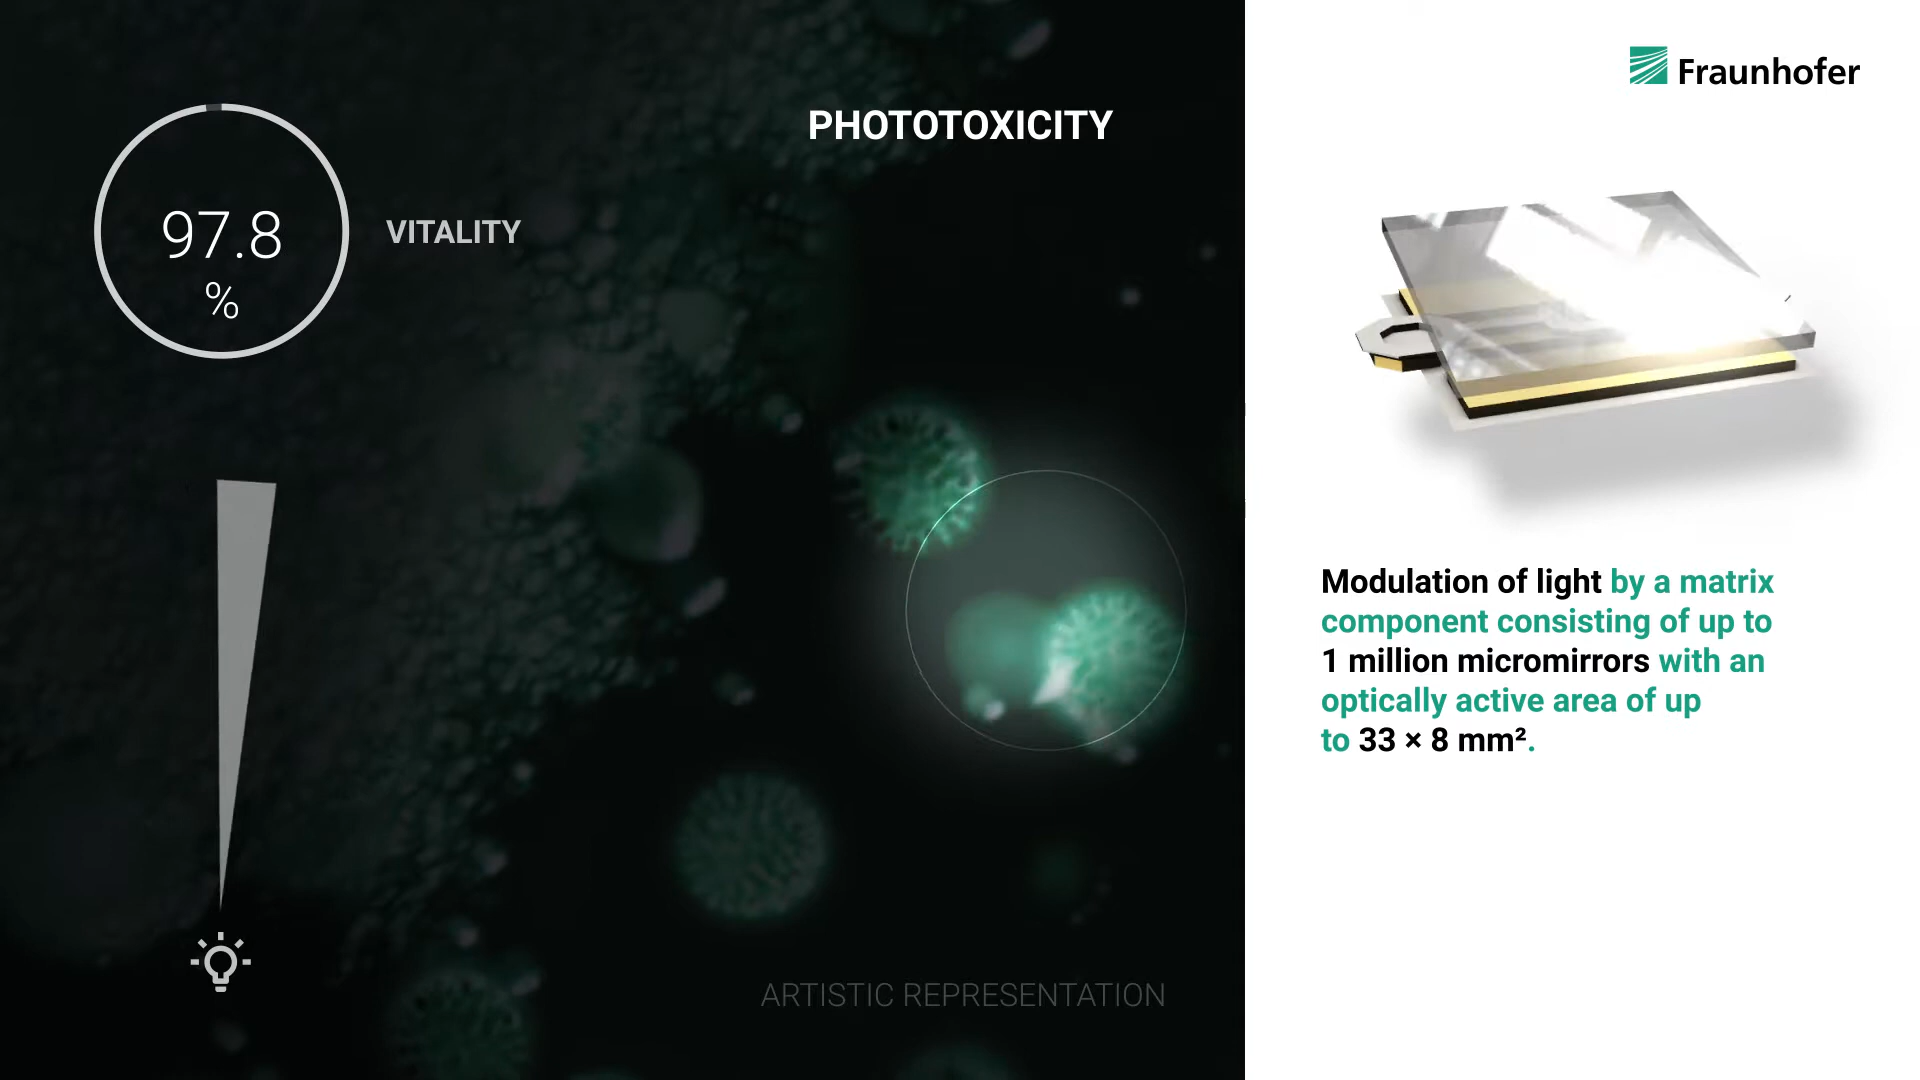 Fraunhofer
PHOTOTOXICITY
97.8
%
VITALITY
Modulation of light by a matrix
component consisting of up to
1 million micromirrors with an
optically active area of up
to 33 × 8 mm².
ARTISTIC REPRESENTATION